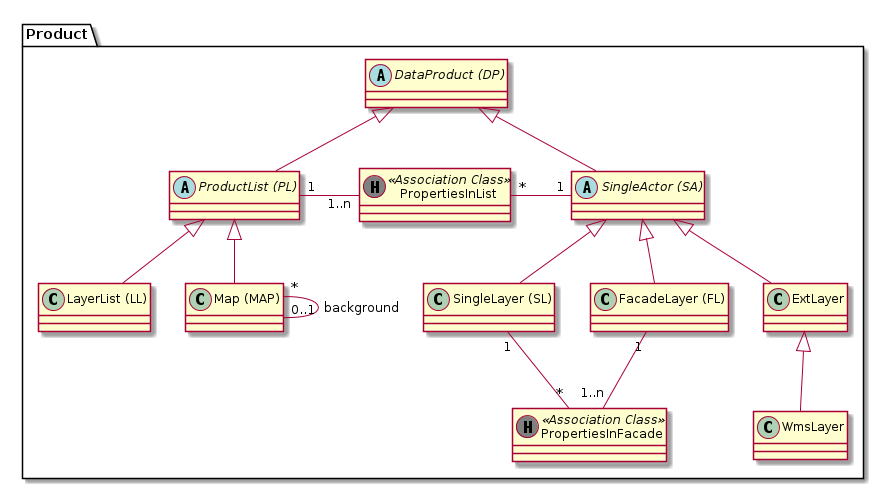 Product
A DataProduct (DP)
A ProductList (PL)
1
1..n
H «Association Class»
PropertiesInList
*
1
A SingleActor (SA)
C LayerList (LL)
C Map (MAP)
*
0..1
background
C SingleLayer (SL)
C FacadeLayer (FL)
C ExtLayer
1
1
*
1..n
H «Association Class»
PropertiesInFacade
C WmsLayer